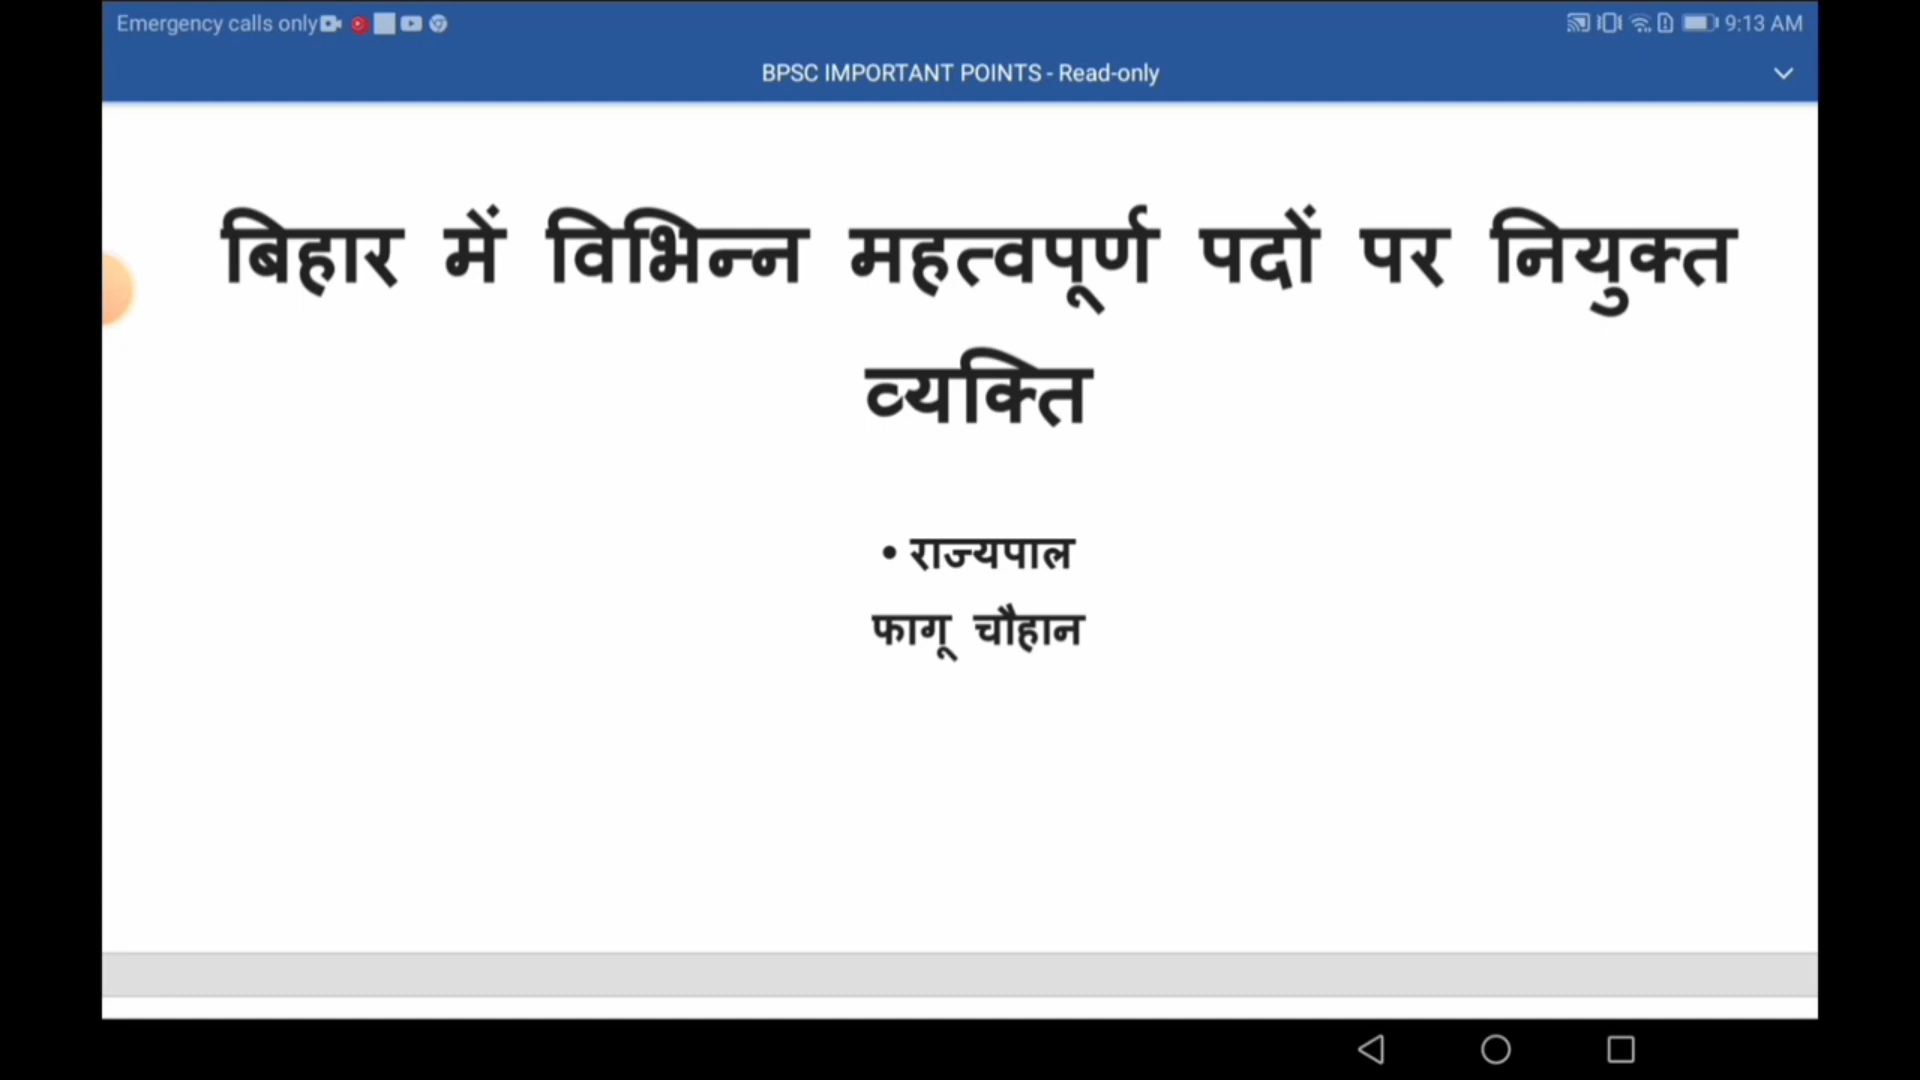 Emergency calls only
9:13 AM
BPSC IMPORTANT POINTS - Read-only
बिहार में विभिन्न महत्वपूर्ण पदों पर नियुक्त
व्यक्ति
• राज्यपाल
फागू चौहान